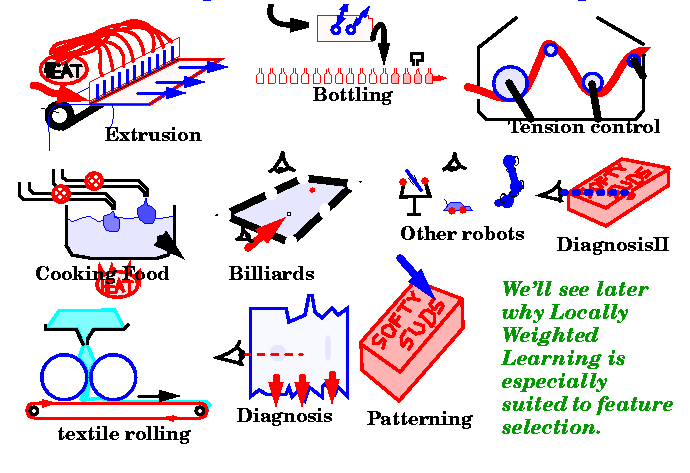 HEAT
Extrusion
Bottling
Tension control
Cooking Food
HEAT
Billiards
Other robots
SOFTY
SUDS
DiagnosisII
textile rolling
Diagnosis
SOFTY
SUDS
Patterning
We'll see later
why Locally
Weighted
Learning is
especially
suited to feature
selection.